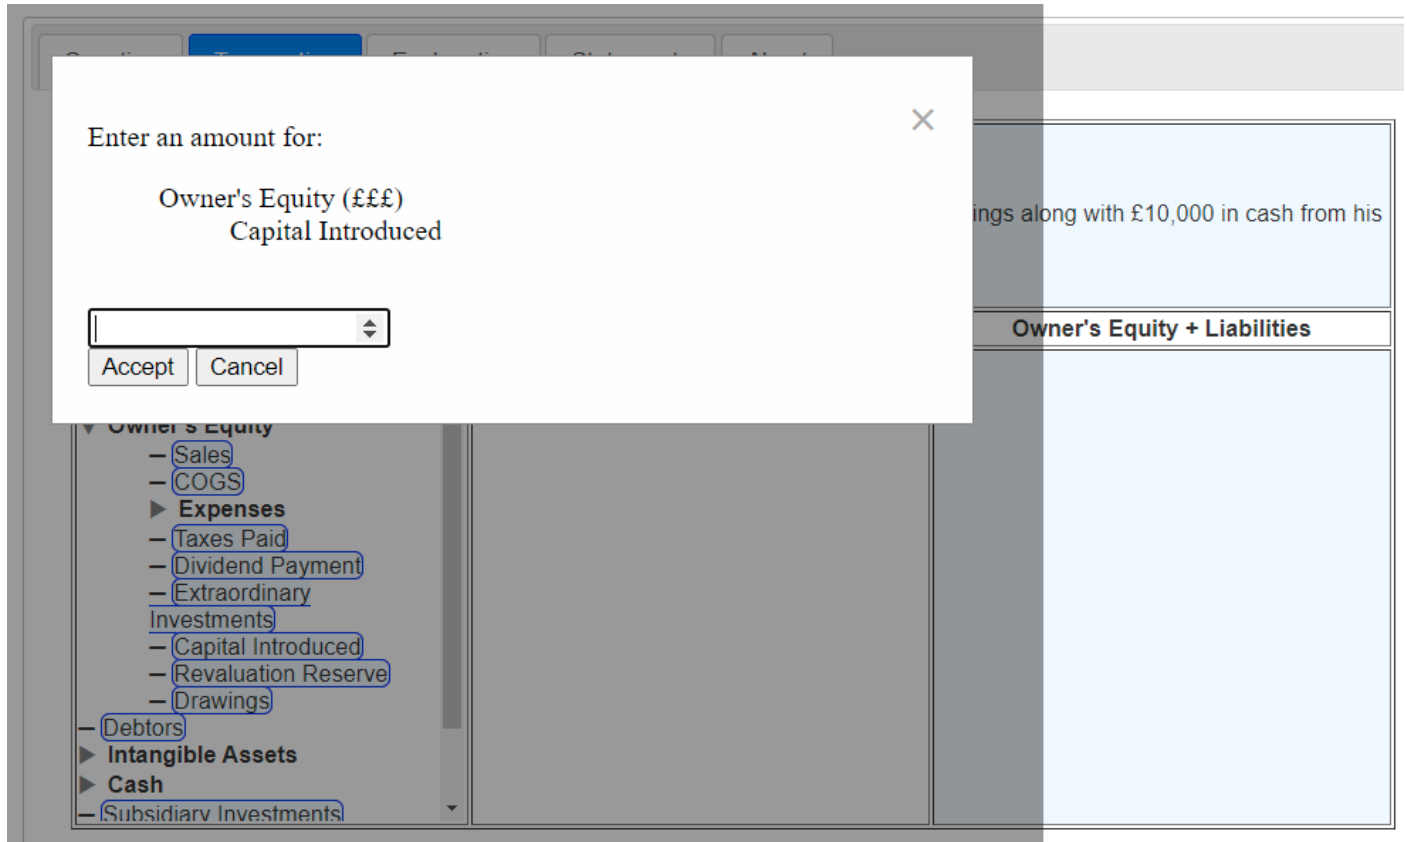 Enter an amount for:
Owner's Equity (£££)
Capital Introduced
ings along with £10,000 in cash from his
Accept Cancel
Owner's Equity + Liabilities
Owner's Equity
Sales
COGS
Expenses
Taxes Paid
Dividend Payment
Extraordinary
Investments
Capital Introduced
Revaluation Reserve
Drawings
Debtors
Intangible Assets
Cash
Subsidiary Investments